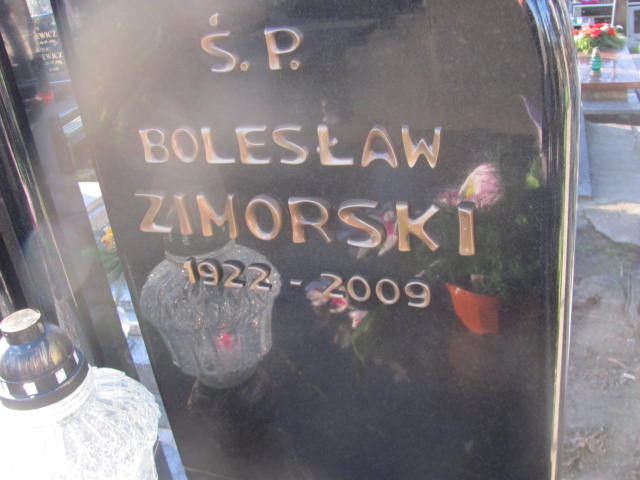 Ś. P.
BOLESŁAW
ZIMORSKI
1922 - 2009